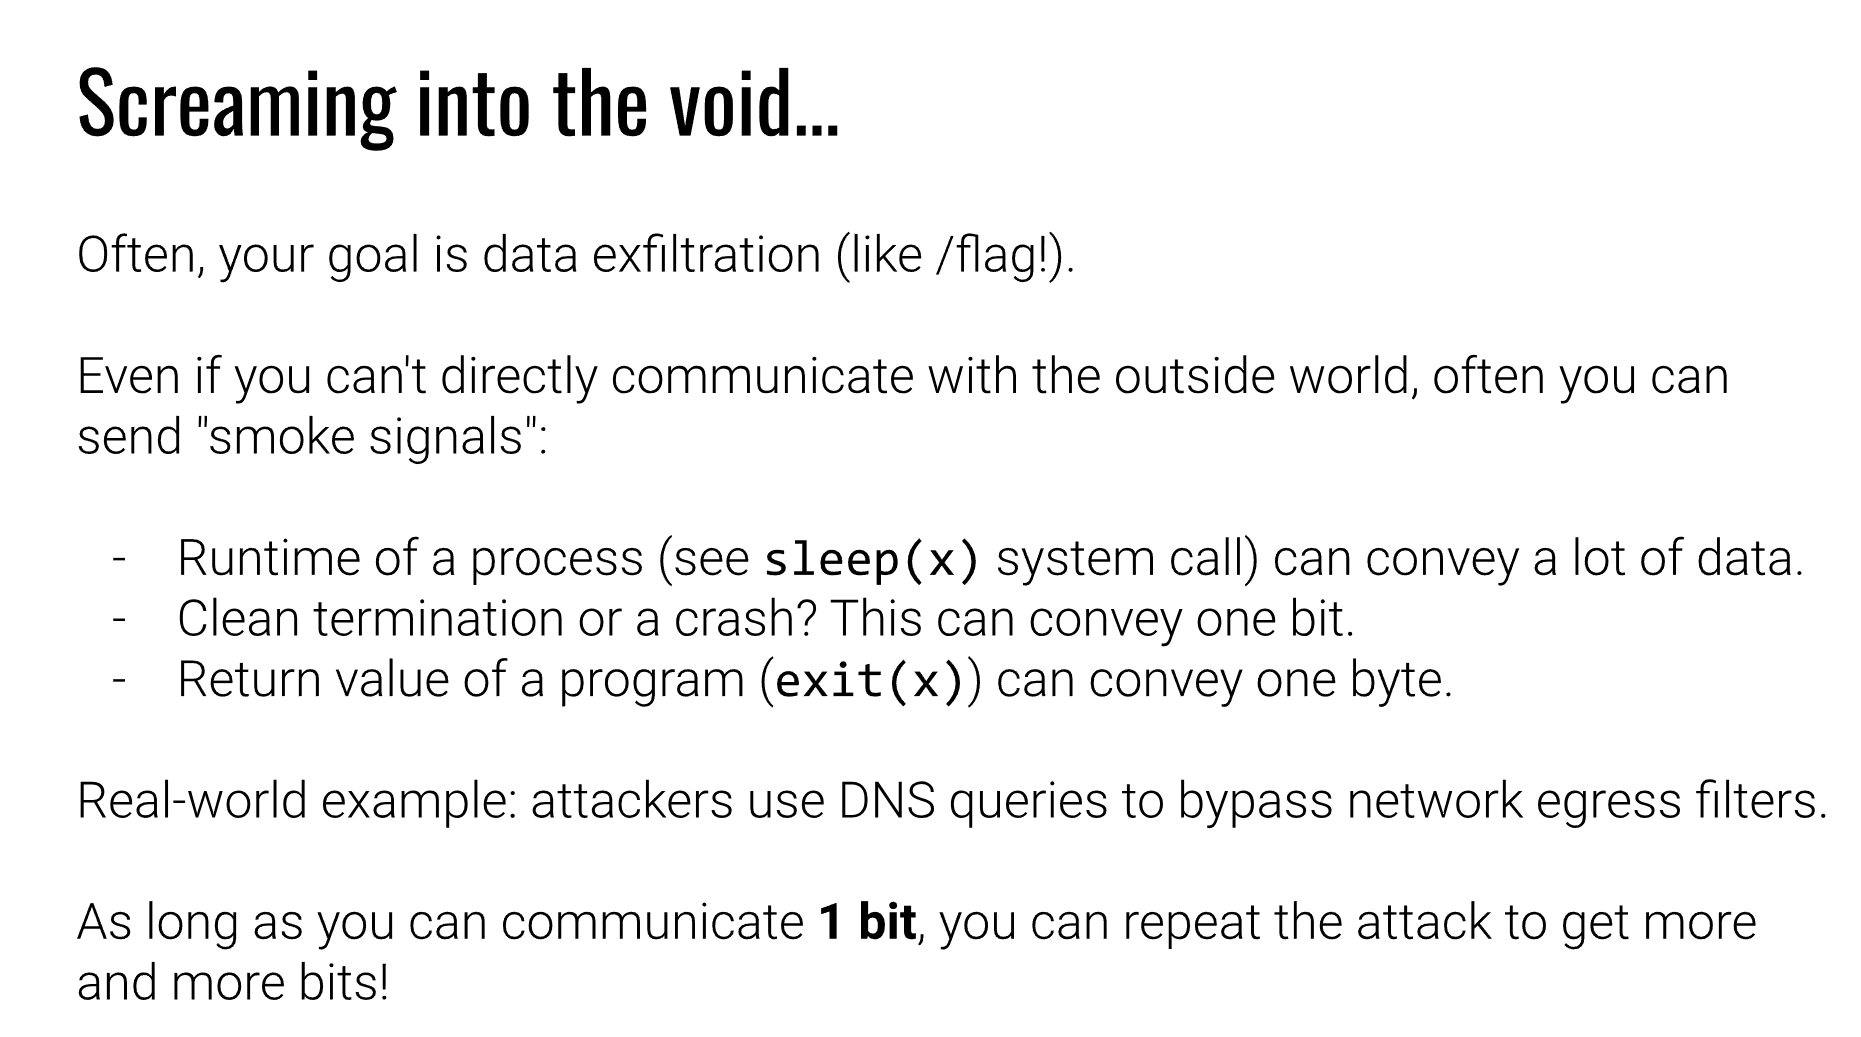 Screaming into the void...
Often, your goal is data exfiltration (like /flag!).
Even if you can't directly communicate with the outside world, often you can
send "smoke signals":
- Runtime of a process (see sleep(x) system call) can convey a lot of data.
- Clean termination or a crash? This can convey one bit.
- Return value of a program (exit(x)) can convey one byte.
Real-world example: attackers use DNS queries to bypass network egress filters.
As long as you can communicate 1 bit, you can repeat the attack to get more
and more bits!